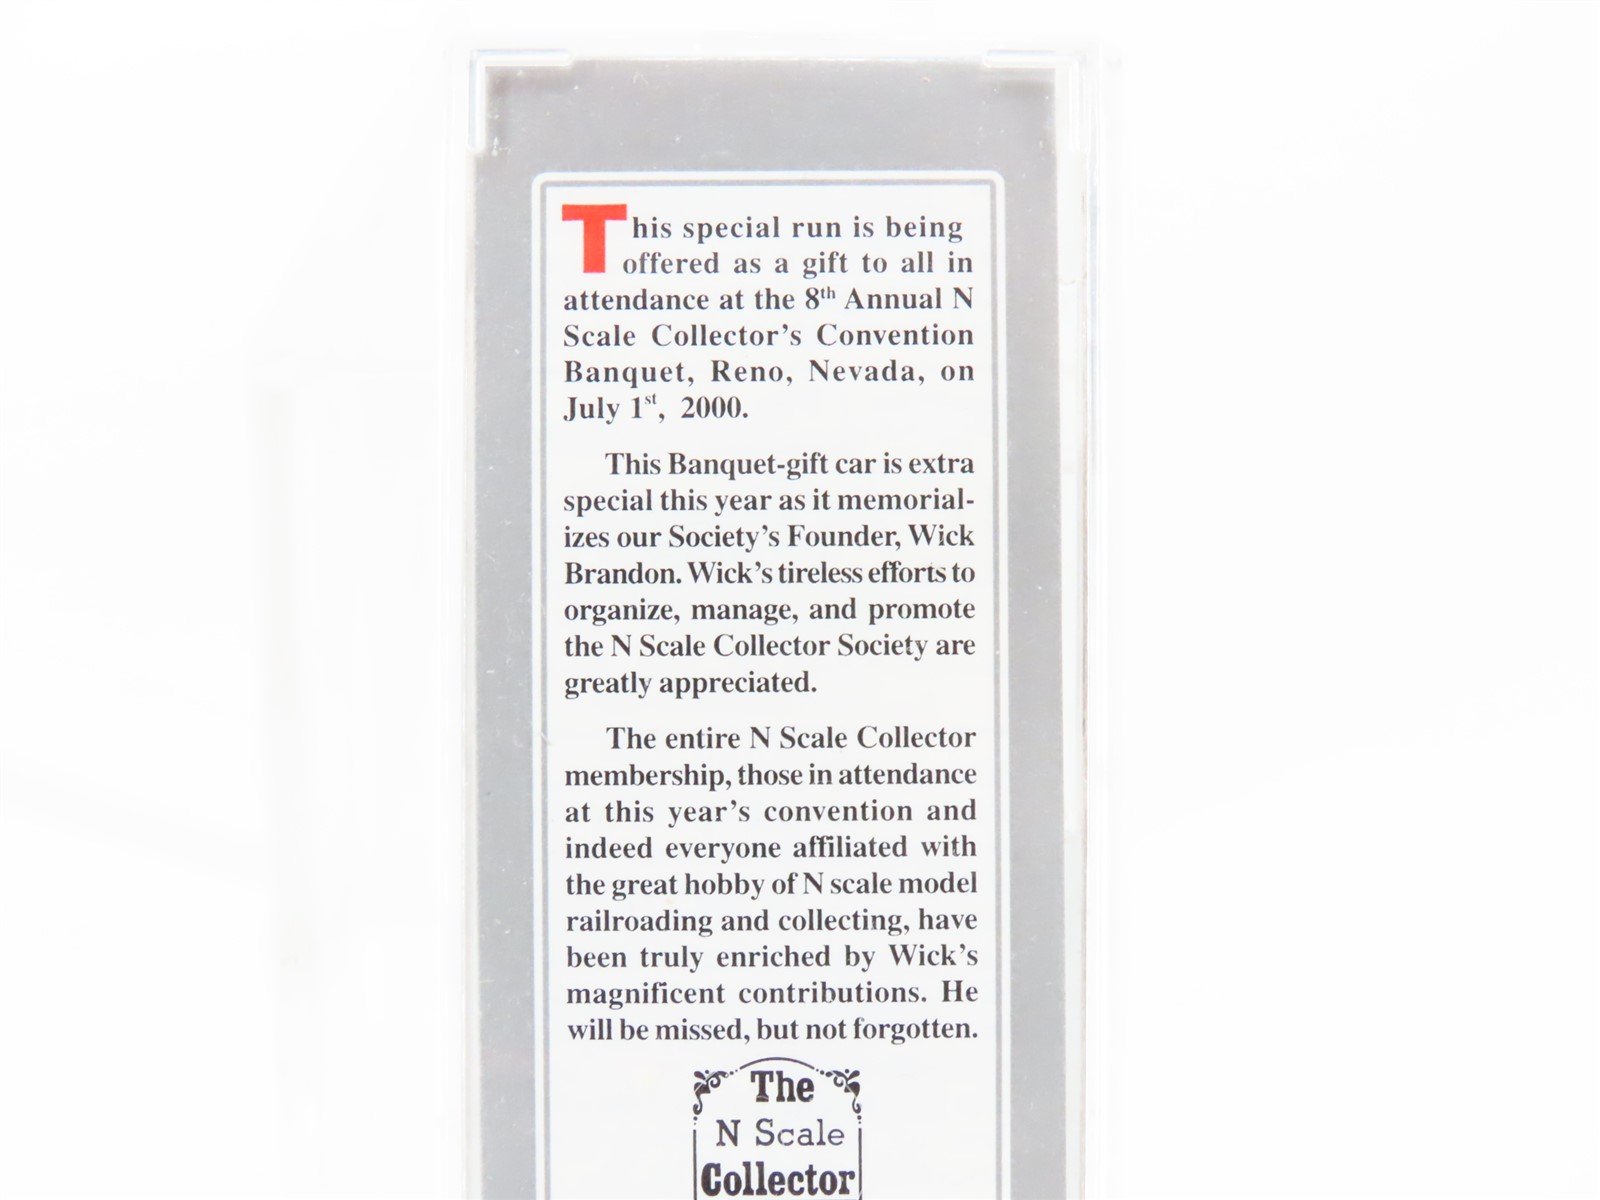 This special run is being
offered as a gift to all in
attendance at the 8th Annual N
Scale Collector's Convention
Banquet, Reno, Nevada, on
July 1st, 2000.
This Banquet-gift car is extra
special this year as it memorial-
izes our Society's Founder, Wick
Brandon. Wick's tireless efforts to
organize, manage, and promote
the N Scale Collector Society are
greatly appreciated.
The entire N Scale Collector
membership, those in attendance
at this year's convention and
indeed everyone affiliated with
the great hobby of N scale model
railroading and collecting, have
been truly enriched by Wick's
magnificent contributions. He
will be missed, but not forgotten.
The
N Scale
Collector